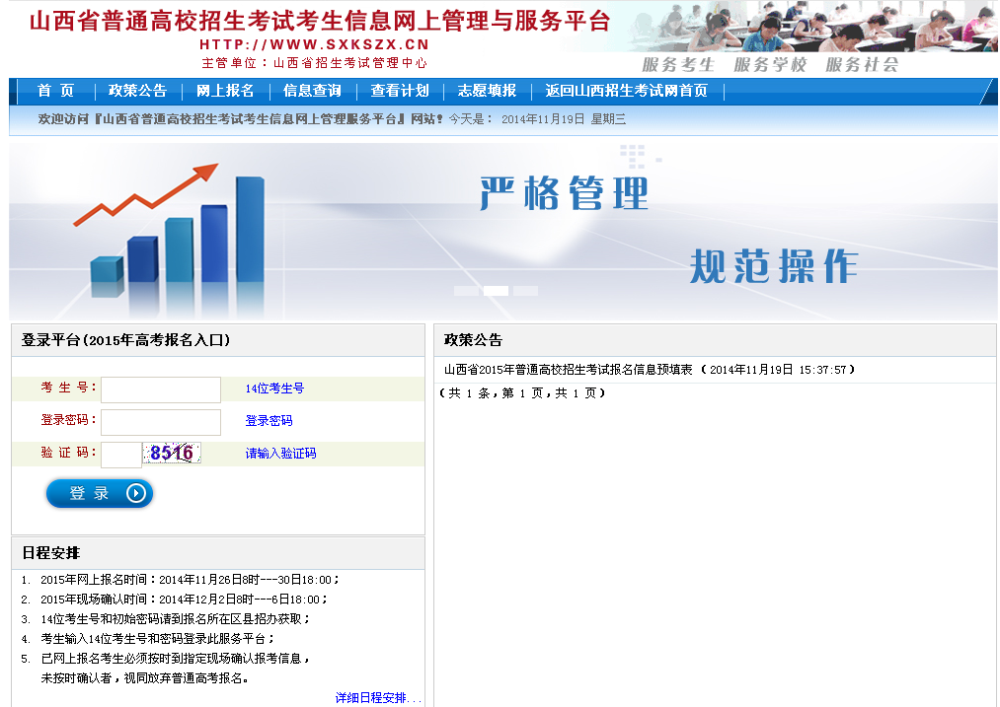 山西省普通高校招生考试考生信息网上管理与服务平台
HTTP://WWW.SXKSZX.CN
主管单位：山西省招生考试管理中心
服务考生 服务学校 服务社会
首 页 政策公告 网上报名 信息查询 查看计划 志愿填报 返回山西招生考试网首页
欢迎访问『山西省普通高校招生考试考生信息网上管理服务平台』网站！今天是： 2014年11月19日 星期三
严格管理
规范操作
登录平台(2015年高考报名入口)
考 生 号： 14位考生号
登录密码： 登录密码
验 证 码： 8516 请输入验证码
登 录
日程安排
1. 2015年网上报名时间：2014年11月26日8时---30日18:00；
2. 2015年现场确认时间：2014年12月2日8时---6日18:00；
3. 14位考生号和初始密码请到报名所在区县招办获取；
4. 考生输入14位考生号和密码登录此服务平台；
5. 已网上报名考生必须按时到指定现场确认报考信息，
未按时确认者，视同放弃普通高考报名。
详细日程安排...
政策公告
山西省2015年普通高校招生考试报名信息预填表 （2014年11月19日 15:37:57）
（共 1 条，第 1 页，共 1 页）